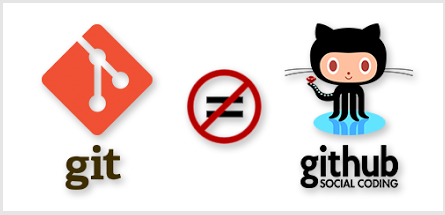 git
=
github
SOCIAL CODING